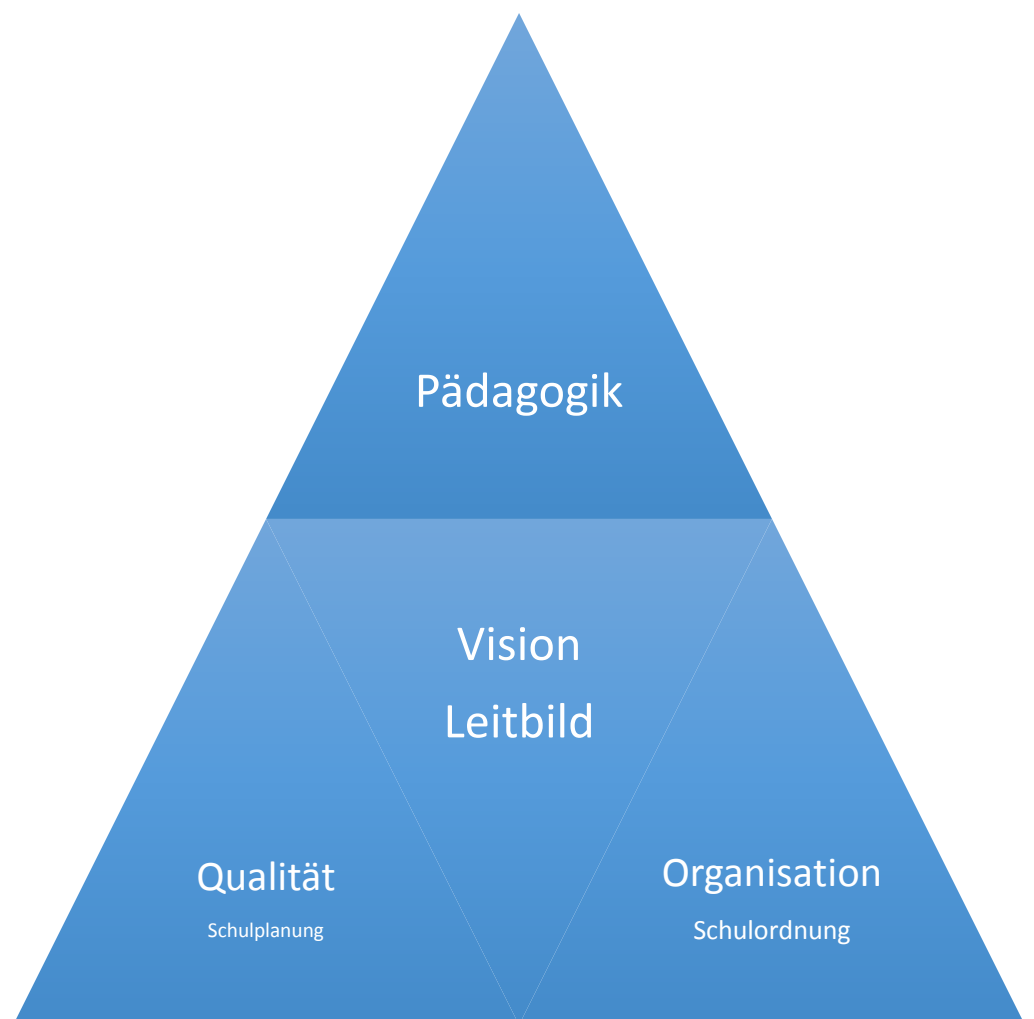 Pädagogik
Vision
Leitbild
Qualität
Schulplanung
Organisation
Schulordnung